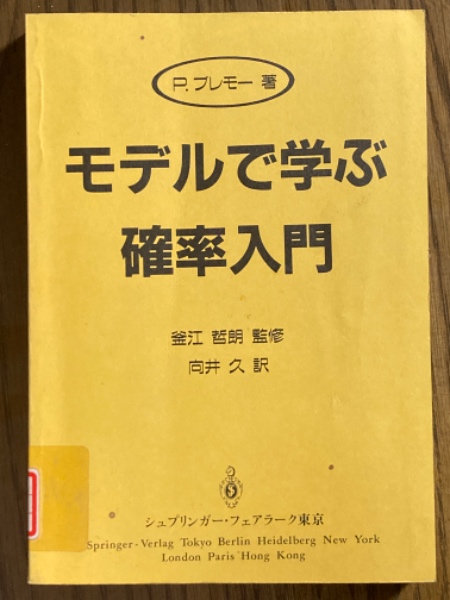 P. ブレモー 著
モデルで学ぶ
確率入門
釜江 哲朗 監修
向井 久 訳
シュプリンガー・フェアラーク東京
Springer-Verlag Tokyo Berlin Heidelberg New York
London Paris Hong Kong